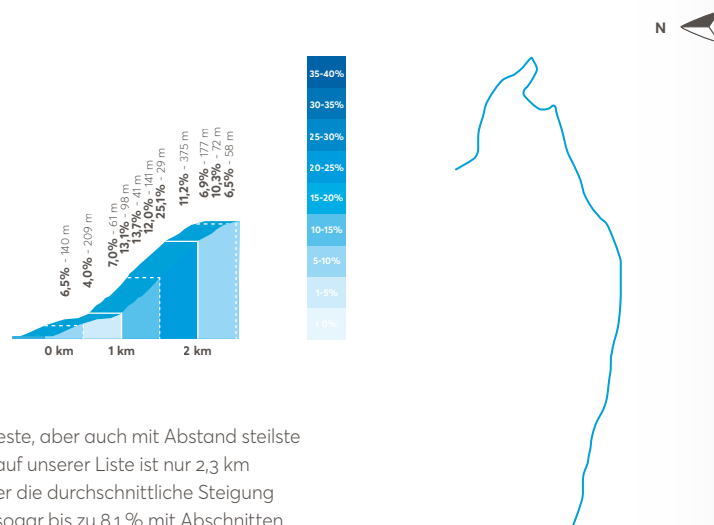 N
6,5% - 140 m
4,0% - 209 m
7,0% - 61 m
13,1% - 98 m
13,7% - 41 m
12,0% - 141 m
25,1% - 29 m
11,2% - 375 m
6,9% - 177 m
10,3% - 72 m
6,5% - 58 m
35-40%
30-35%
25-30%
20-25%
15-20%
10-15%
5-10%
1-5%
0 km 1 km 2 km
este, aber auch mit Abstand steilste
auf unserer Liste ist nur 2,3 km
er die durchschnittliche Steigung
sogar bis zu 8,1 % mit Abschnitten